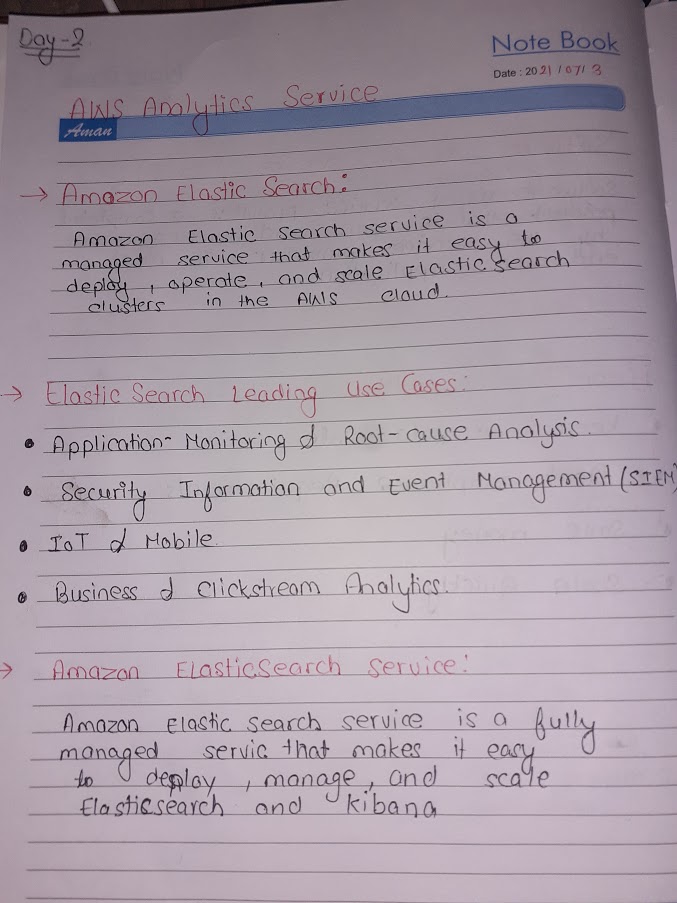 Day-2
Note Book
Date : 2021/07/3
AWS Analytics Service
Aman
→ Amazon Elastic Search:
Amazon Elastic search service is a
managed service that makes it easy to
deploy, operate, and scale Elasticsearch
clusters in the AWS cloud.
→ Elastic Search Leading Use Cases:
• Application-Monitoring & Root-cause Analysis.
• Security Information and Event Management (SIEM)
• IoT & Mobile.
• Business & Clickstream Analytics.
→ Amazon ElasticSearch service:
Amazon Elastic search service is a fully
managed servic that makes it easy
to deploy, manage, and scale
Elasticsearch and kibana